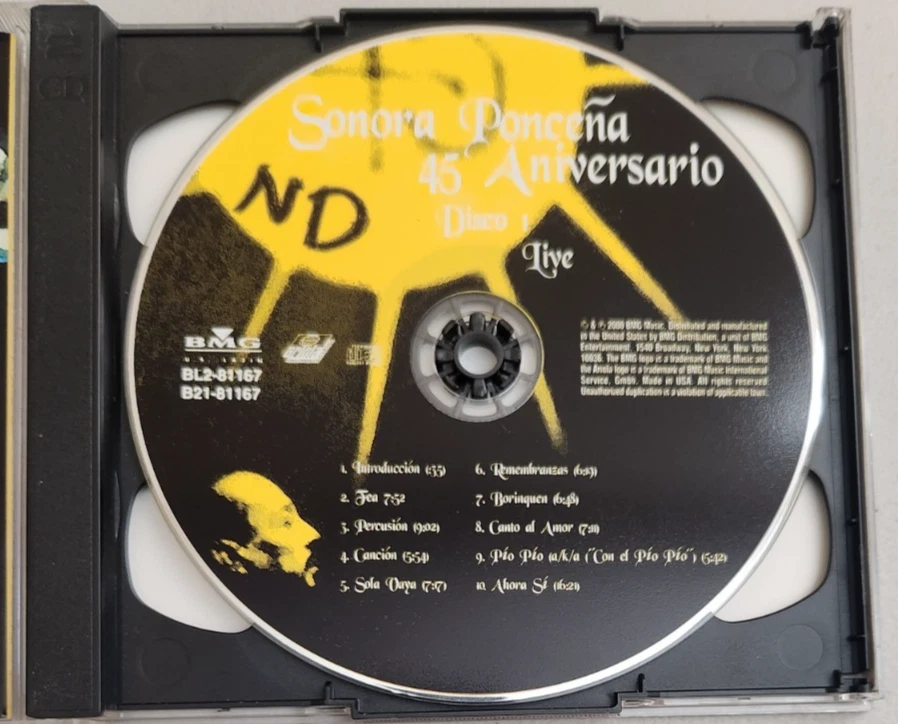 Sonora Ponceña
45 Aniversario
Disco 1
Live
ND
BMG
U.S. LATIN
BL2-81167
B21-81167
© & ℗ 2000 BMG Music. Distributed and manufactured
in the United States by BMG Distribution, a unit of BMG
Entertainment. 1540 Broadway, New York, New York
10036. The BMG logo is a trademark of BMG Music and
the Ariola logo is a trademark of BMG Music International
Service, Gmbh. Made in USA. All rights reserved
Unauthorized duplication is a violation of applicable laws.
1. Introducción (1:55)
2. Fea 7:52
3. Percusión (9:02)
4. Canción (5:54)
5. Sola Vaya (7:17)
6. Remembranzas (6:13)
7. Borinquen (6:48)
8. Canto al Amor (7:11)
9. Pío Pío (a/k/a ("Con el Pío Pío") (5:42)
10. Ahora Sí (16:21)